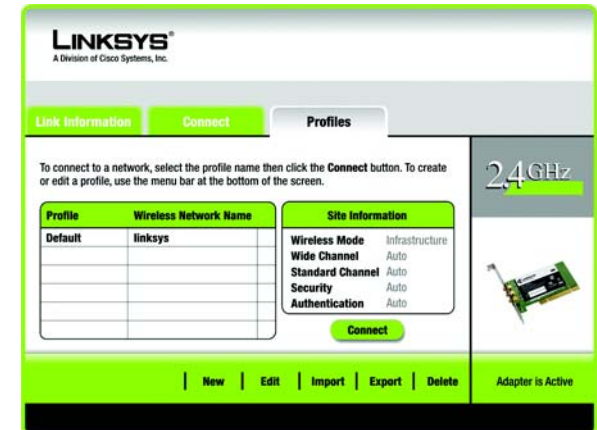 LINKSYS®
A Division of Cisco Systems, Inc.
Link Information Connect Profiles
To connect to a network, select the profile name then click the Connect button. To create
or edit a profile, use the menu bar at the bottom of the screen.
2.4GHz
Profile Wireless Network Name
Default linksys
Site Information
Wireless Mode Infrastructure
Wide Channel Auto
Standard Channel Auto
Security Auto
Authentication Auto
Connect
New | Edit | Import | Export | Delete
Adapter is Active